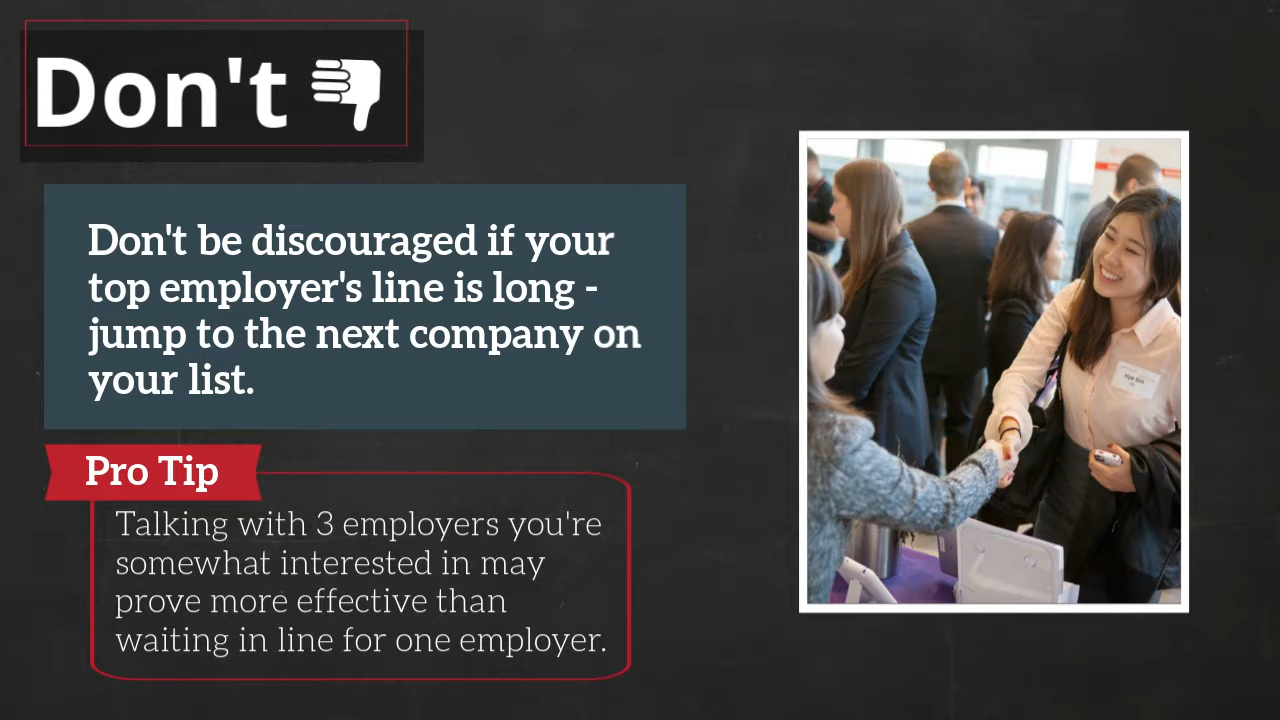 Don't
Don't be discouraged if your
top employer's line is long -
jump to the next company on
your list.
Pro Tip
Talking with 3 employers you're
somewhat interested in may
prove more effective than
waiting in line for one employer.